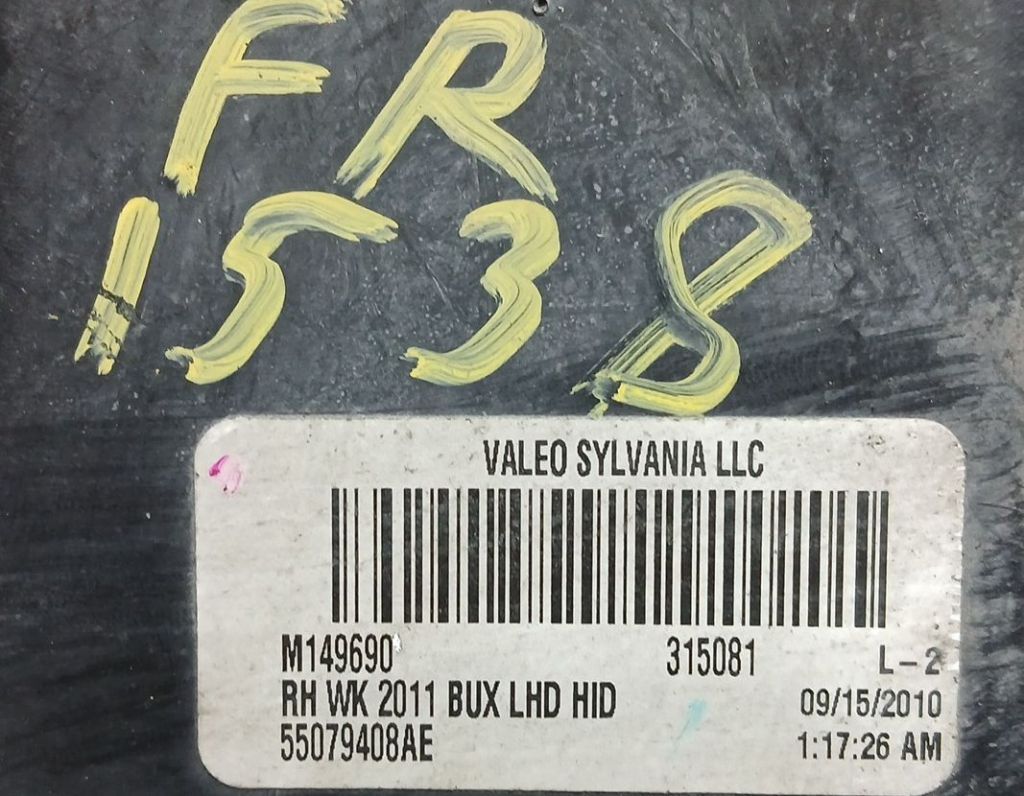 FR
1538
VALEO SYLVANIA LLC
M149690 315081 L-2
RH WK 2011 BUX LHD HID 09/15/2010
55079408AE 1:17:26 AM